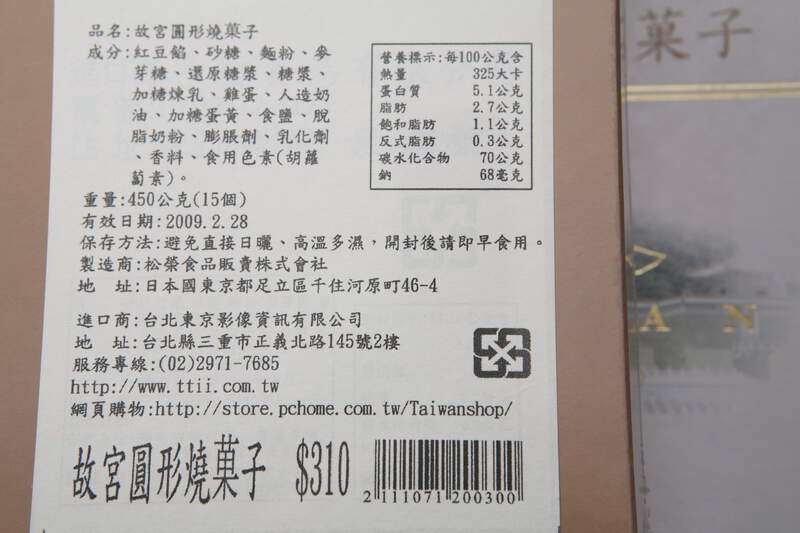 品名:故宮圓形燒菓子
成分:紅豆餡、砂糖、麵粉、麥
芽糖、還原糖漿、糖漿、
加糖煉乳、雞蛋、人造奶
油、加糖蛋黃、食鹽、脫
脂奶粉、膨脹劑、乳化劑
、香料、食用色素(胡蘿
蔔素)。
重量:450公克(15個)
有效日期:2009.2.28
保存方法:避免直接日曬、高溫多濕，開封後請即早食用。
製造商:松榮食品販賣株式會社
地 址:日本國東京都足立區千住河原町46-4
營養標示:每100公克含
熱量 325大卡
蛋白質 5.1公克
脂肪 2.7公克
飽和脂肪 1.1公克
反式脂肪 0.3公克
碳水化合物 70公克
鈉 68毫克
進口商:台北東京影像資訊有限公司
地 址:台北縣三重市正義北路145號2樓
服務專線:(02)2971-7685
http://www.ttii.com.tw
網頁購物:http://store.pchome.com.tw/Taiwanshop/
故宮圓形燒菓子 $310
2 111071 200300
菓子
A N